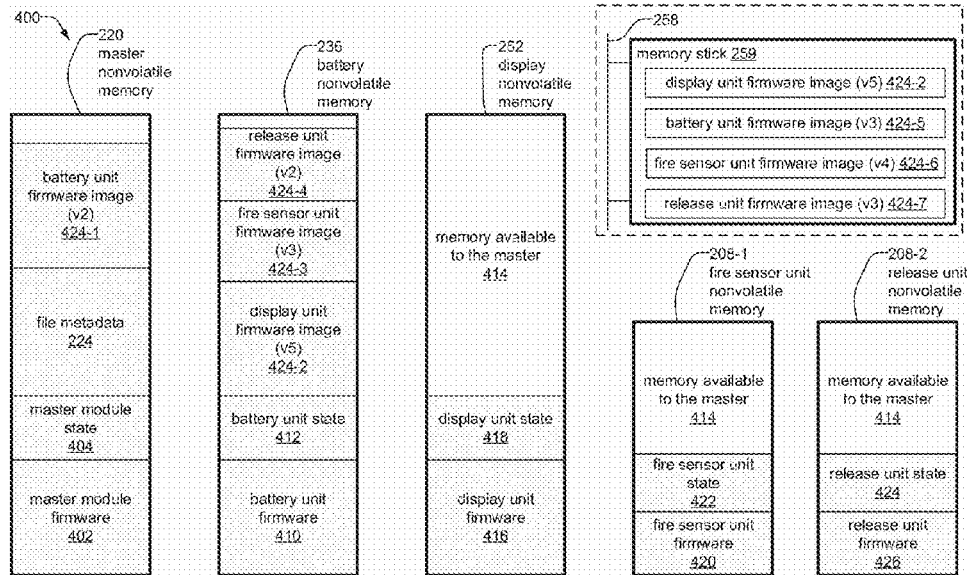 400
220
master
nonvolatile
memory
battery unit
firmware image
(v2)
424-1
file metadata
224
master module
state
404
master module
firmware
402
236
battery
nonvolatile
memory
release unit
firmware image
(v2)
424-4
fire sensor unit
firmware image
(v3)
424-3
display unit
firmware image
(v5)
424-2
battery unit state
412
battery unit
firmware
410
252
display
nonvolatile
memory
memory available
to the master
414
display unit state
418
display unit
firmware
416
258
memory stick 259
display unit firmware image (v5) 424-2
battery unit firmware image (v3) 424-5
fire sensor unit firmware image (v4) 424-6
release unit firmware image (v3) 424-7
208-1
fire sensor unit
nonvolatile
memory
memory available
to the master
414
fire sensor unit
state
422
fire sensor unit
firmware
420
208-2
release unit
nonvolatile
memory
memory available
to the master
414
release unit state
424
release unit
firmware
426